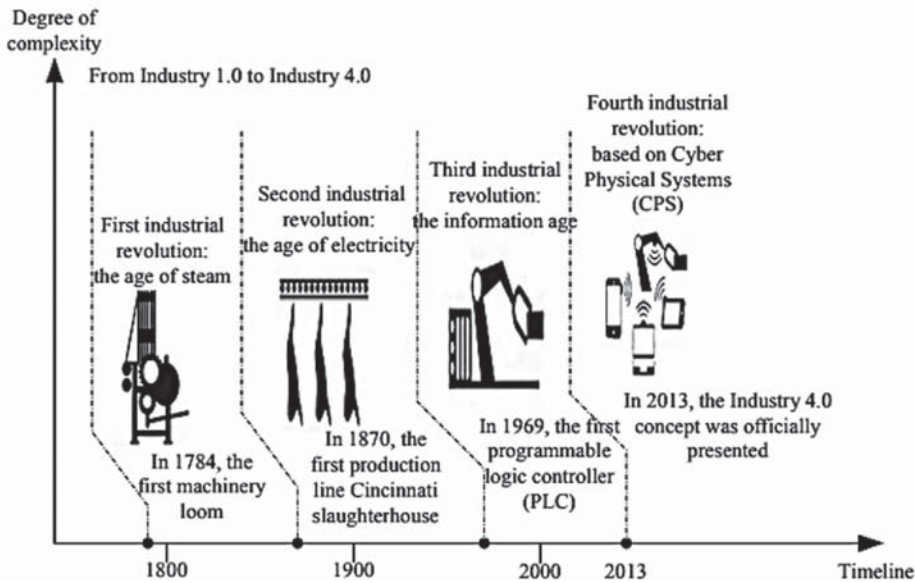 Degree of
complexity
From Industry 1.0 to Industry 4.0
First industrial
revolution:
the age of steam
In 1784, the
first machinery
loom
Second industrial
revolution:
the age of electricity
In 1870, the
first production
line Cincinnati
slaughterhouse
Third industrial
revolution:
the information age
In 1969, the first
programmable
logic controller
(PLC)
Fourth industrial
revolution:
based on Cyber
Physical Systems
(CPS)
In 2013, the Industry 4.0
concept was officially
presented
1800
1900
2000
2013
Timeline